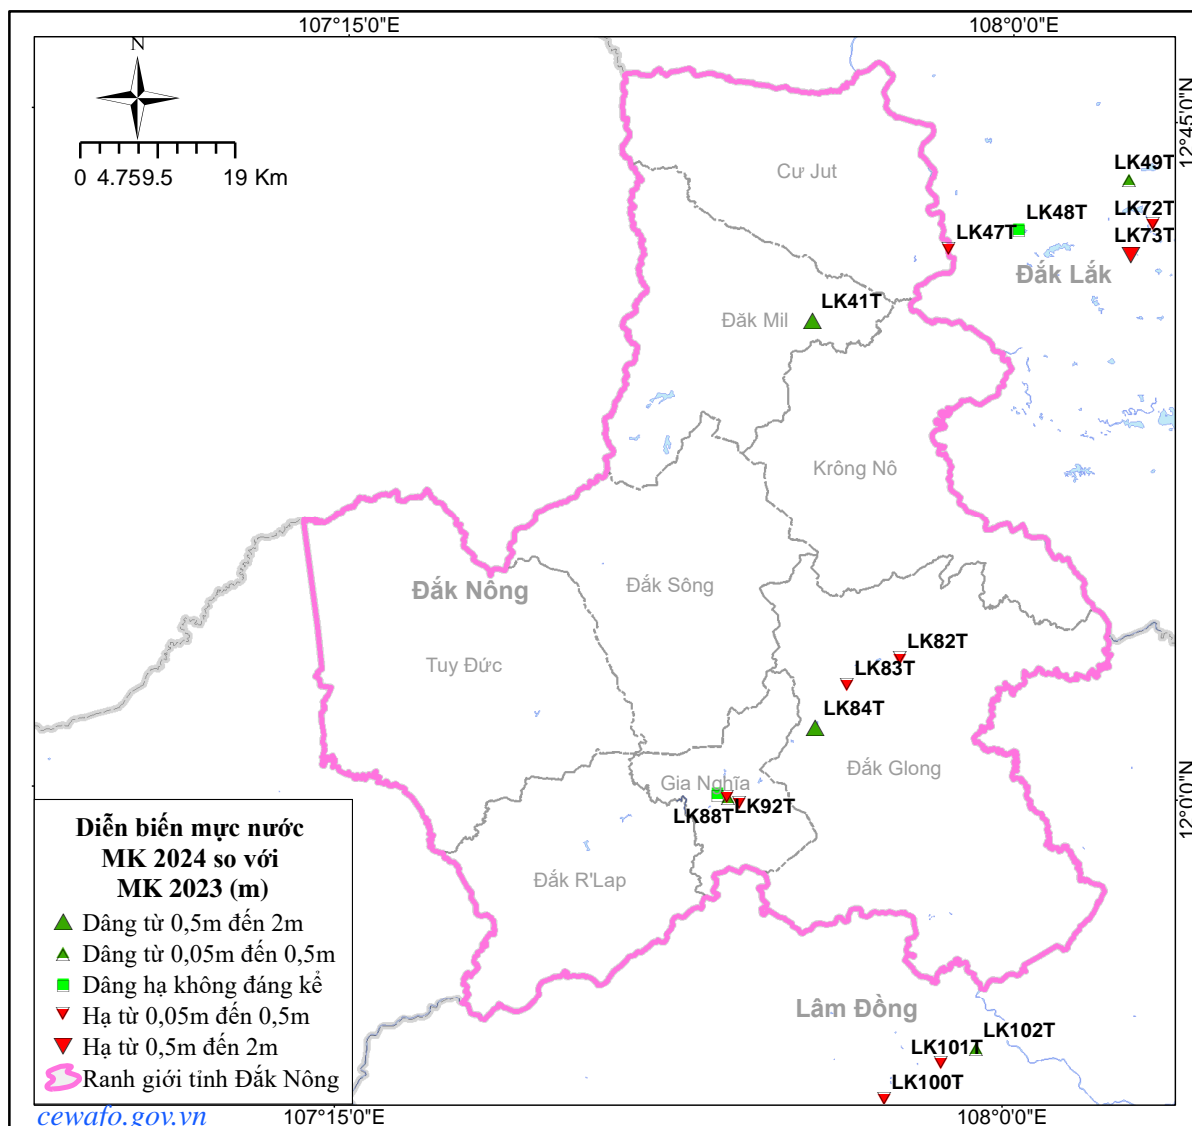 107°15'0"E
108°0'0"E
N
0 4.759.5 19 Km
12°45'0"N
Cư Jut
LK49T
LK72T
LK48T
LK47T
LK73T
Đắk Lắk
LK41T
Đăk Mil
Krông Nô
Đắk Sông
Đắk Nông
Tuy Đức
LK82T
LK83T
LK84T
Đắk Glong
Gia Nghĩa
LK88T
LK92T
12°0'0"N
Đắk R'Lap
Diễn biến mực nước
MK 2024 so với
MK 2023 (m)
Dâng từ 0,5m đến 2m
Dâng từ 0,05m đến 0,5m
Dâng hạ không đáng kể
Hạ từ 0,05m đến 0,5m
Hạ từ 0,5m đến 2m
Ranh giới tỉnh Đắk Nông
Lâm Đồng
LK102T
LK101T
LK100T
cewafo.gov.vn
107°15'0"E
108°0'0"E